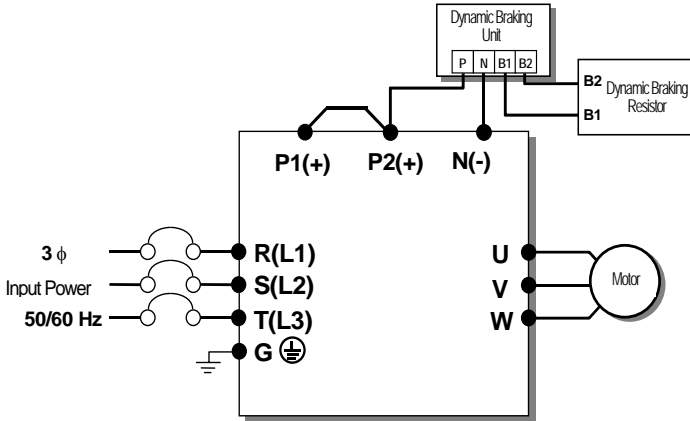 Dynamic Braking
Unit
P N B1 B2
B2
Dynamic Braking
Resistor
B1
P1(+) P2(+) N(-)
3 ϕ
Input Power
50/60 Hz
R(L1)
S(L2)
T(L3)
G
U
V
W
Motor